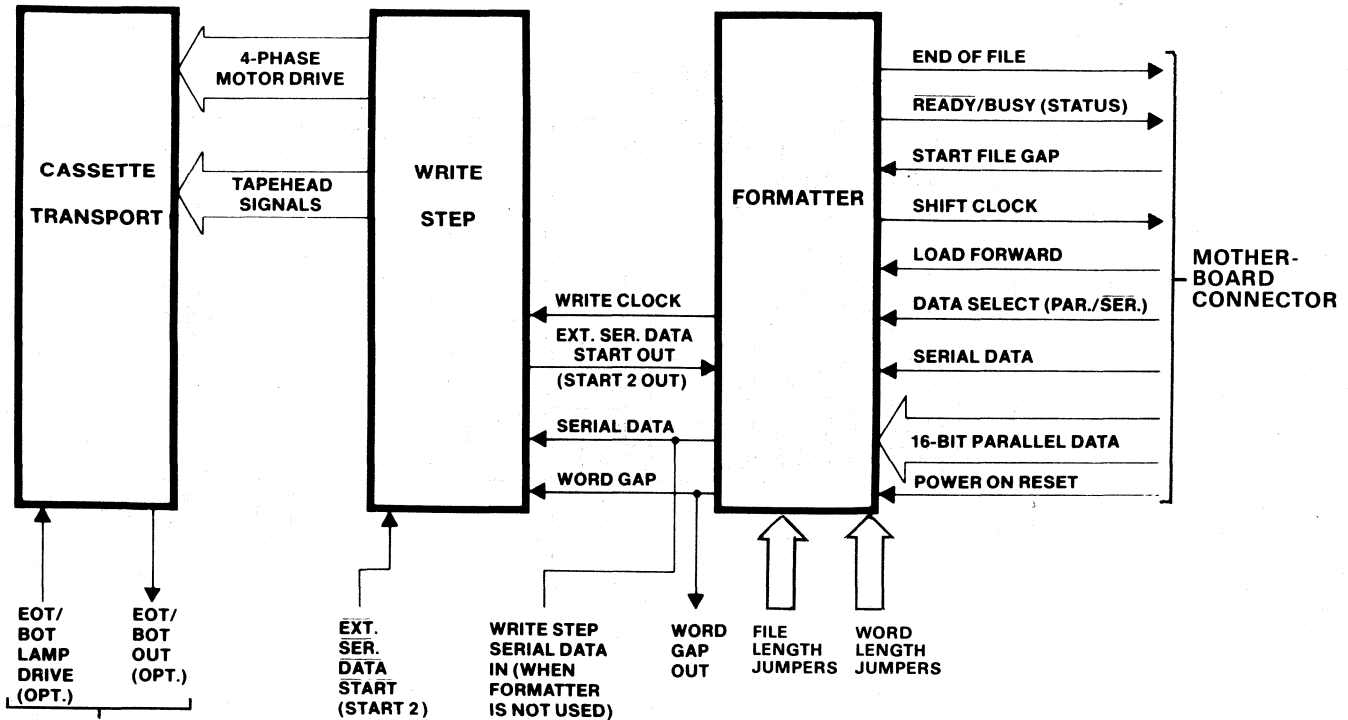 4-PHASE
MOTOR DRIVE
CASSETTE
TRANSPORT
TAPEHEAD
SIGNALS
WRITE
STEP
WRITE CLOCK
EXT. SER. DATA
START OUT
(START 2 OUT)
SERIAL DATA
WORD GAP
FORMATTER
END OF FILE
READY/BUSY (STATUS)
START FILE GAP
SHIFT CLOCK
LOAD FORWARD
DATA SELECT (PAR./SER.)
SERIAL DATA
16-BIT PARALLEL DATA
POWER ON RESET
MOTHER-
BOARD
CONNECTOR
EOT/
BOT
LAMP
DRIVE
(OPT.)
EOT/
BOT
OUT
(OPT.)
EXT.
SER.
DATA
START
(START 2)
WRITE STEP
SERIAL DATA
IN (WHEN
FORMATTER
IS NOT USED)
WORD
GAP
OUT
FILE
LENGTH
JUMPERS
WORD
LENGTH
JUMPERS